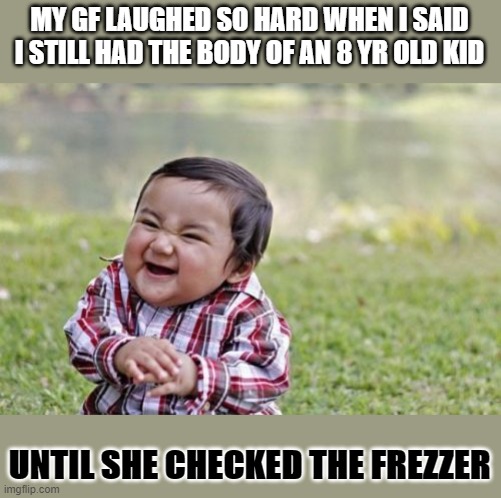 MY GF LAUGHED SO HARD WHEN I SAID
I STILL HAD THE BODY OF AN 8 YR OLD KID
UNTIL SHE CHECKED THE FREZZER
imgflip.com